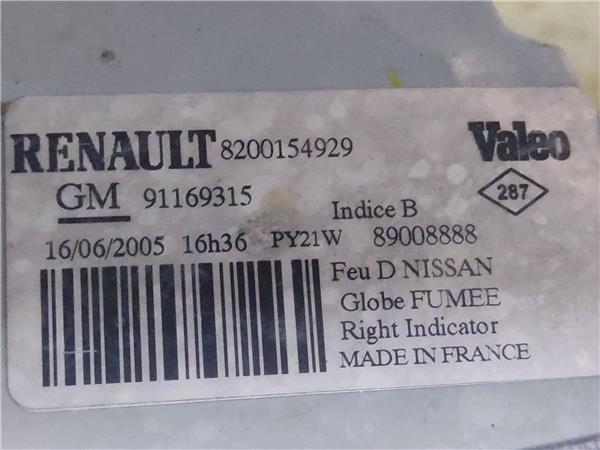 RENAULT 8200154929 Valeo
GM 91169315 Indice B 287
16/06/2005 16h36 PY21W 89008888
Feu D NISSAN
Globe FUMEE
Right Indicator
MADE IN FRANCE